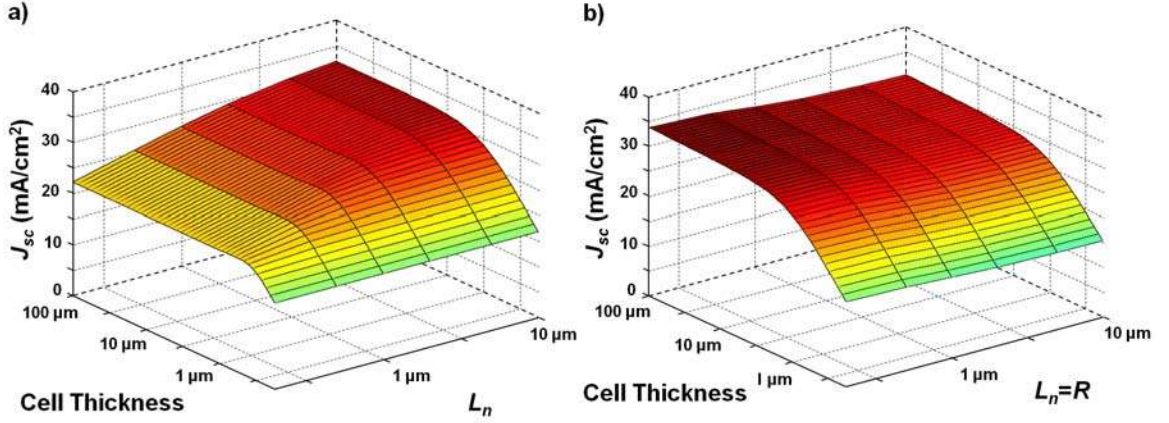 a)
40
30
20
10
0
J_sc (mA/cm²)
100 μm
10 μm
1 μm
Cell Thickness
1 μm
10 μm
L_n
b)
40
30
20
10
0
J_sc (mA/cm²)
100 μm
10 μm
I μm
Cell Thickness
1 μm
10 μm
L_n=R